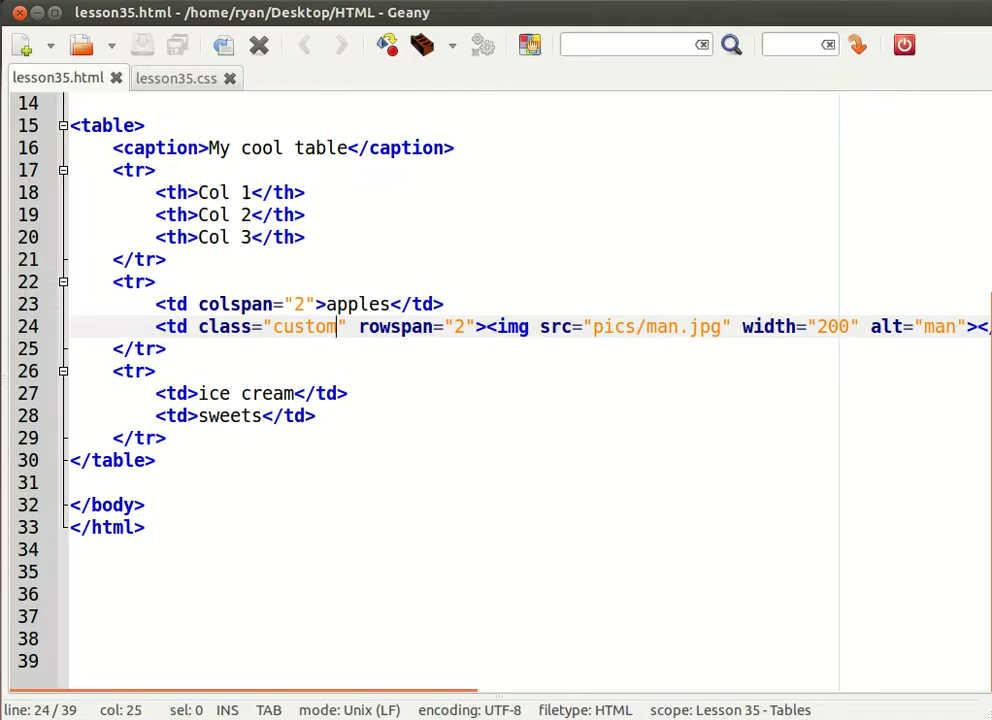 lesson35.html - /home/ryan/Desktop/HTML - Geany
lesson35.html lesson35.css
14
15 <table>
16 <caption>My cool table</caption>
17 <tr>
18 <th>Col 1</th>
19 <th>Col 2</th>
20 <th>Col 3</th>
21 </tr>
22 <tr>
23 <td colspan="2">apples</td>
24 <td class="custom" rowspan="2"><img src="pics/man.jpg" width="200" alt="man"></
25 </tr>
26 <tr>
27 <td>ice cream</td>
28 <td>sweets</td>
29 </tr>
30 </table>
31
32 </body>
33 </html>
34
35
36
37
38
39
line: 24 / 39 col: 25 sel: 0 INS TAB mode: Unix (LF) encoding: UTF-8 filetype: HTML scope: Lesson 35 - Tables